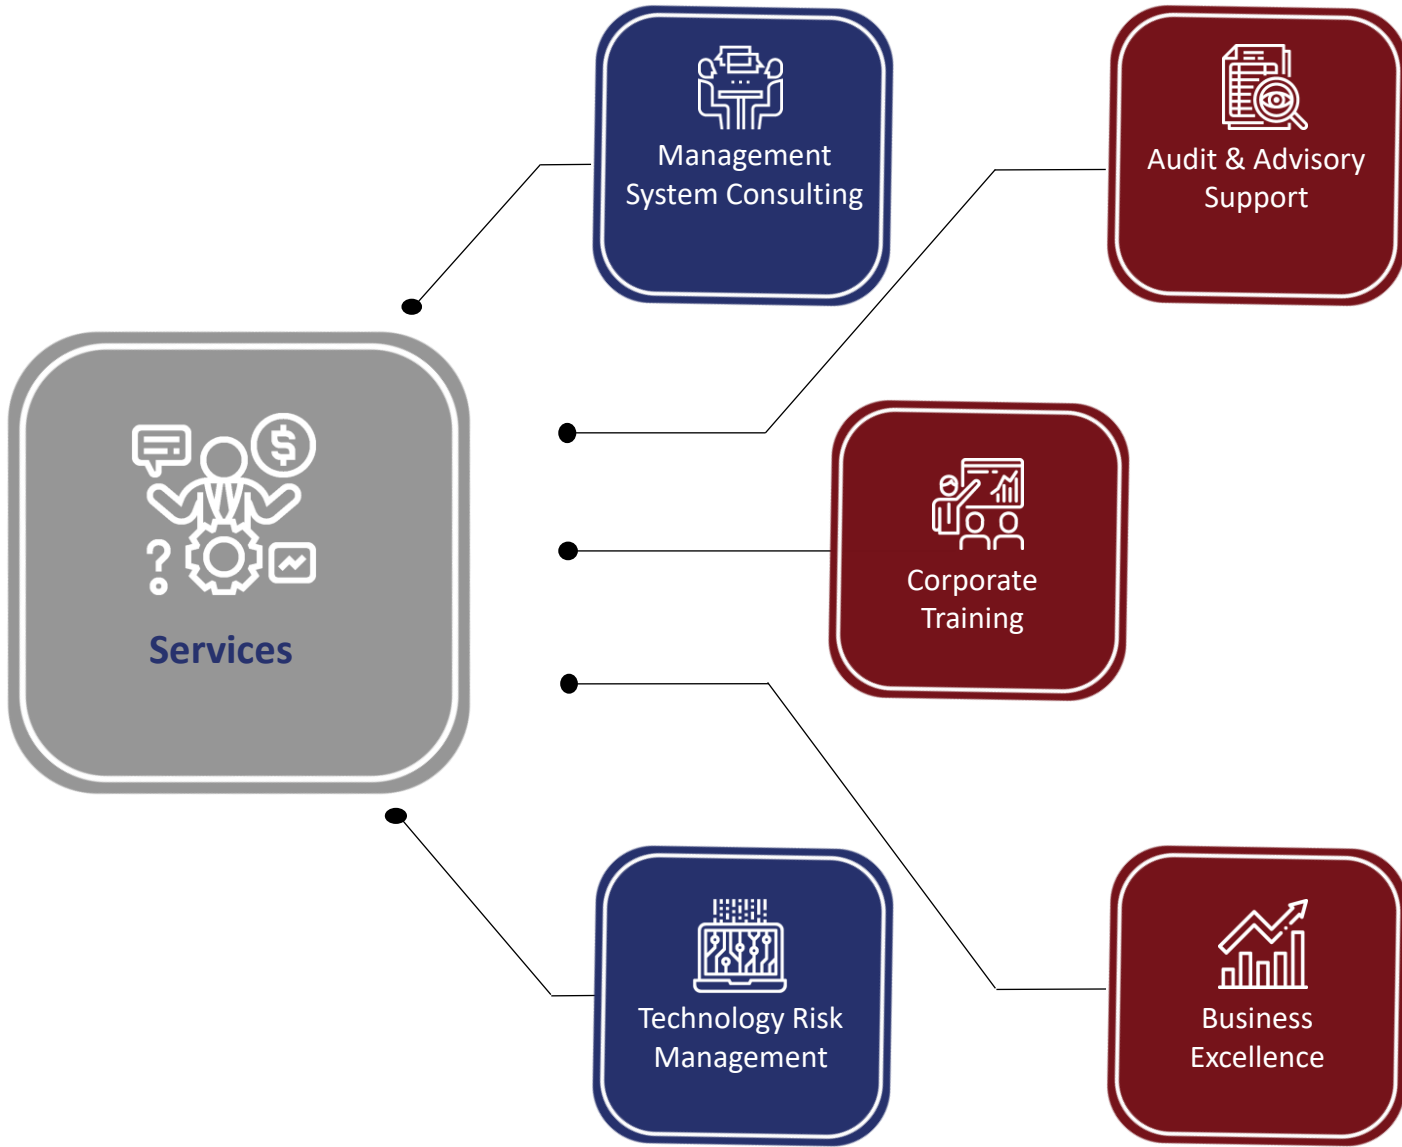 Management
System Consulting
Audit & Advisory
Support
Services
Corporate
Training
Technology Risk
Management
Business
Excellence